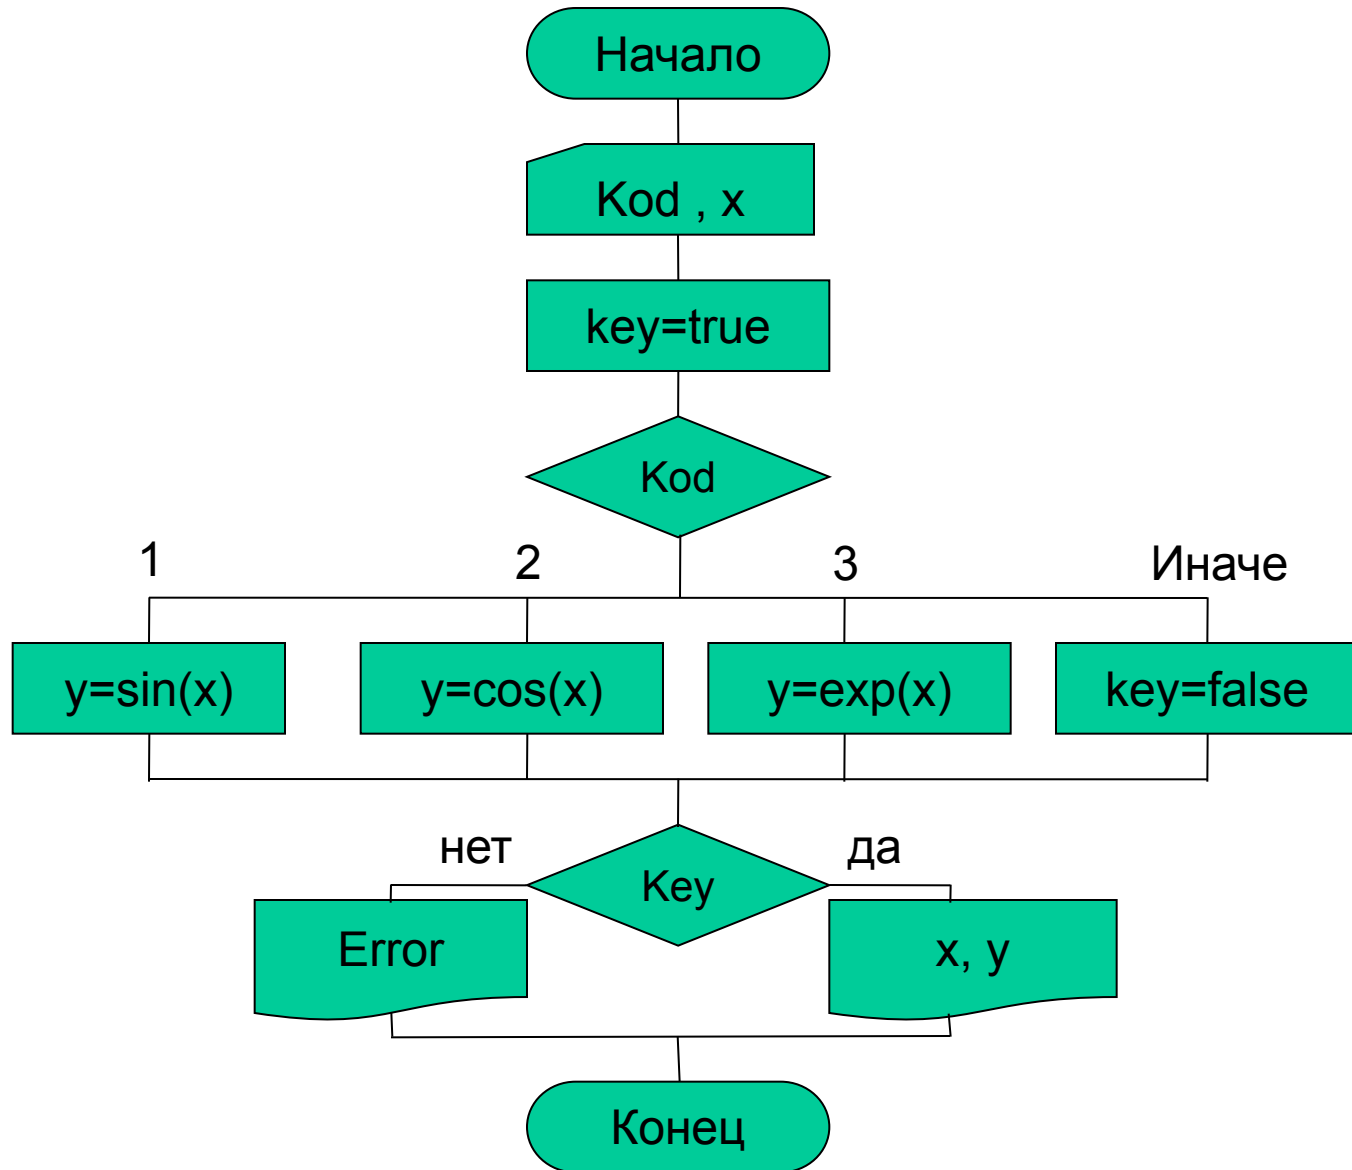 Начало
Kod , x
key=true
Kod
1 2 3 Иначе
y=sin(x) y=cos(x) y=exp(x) key=false
нет да
Key
Error x, y
Конец